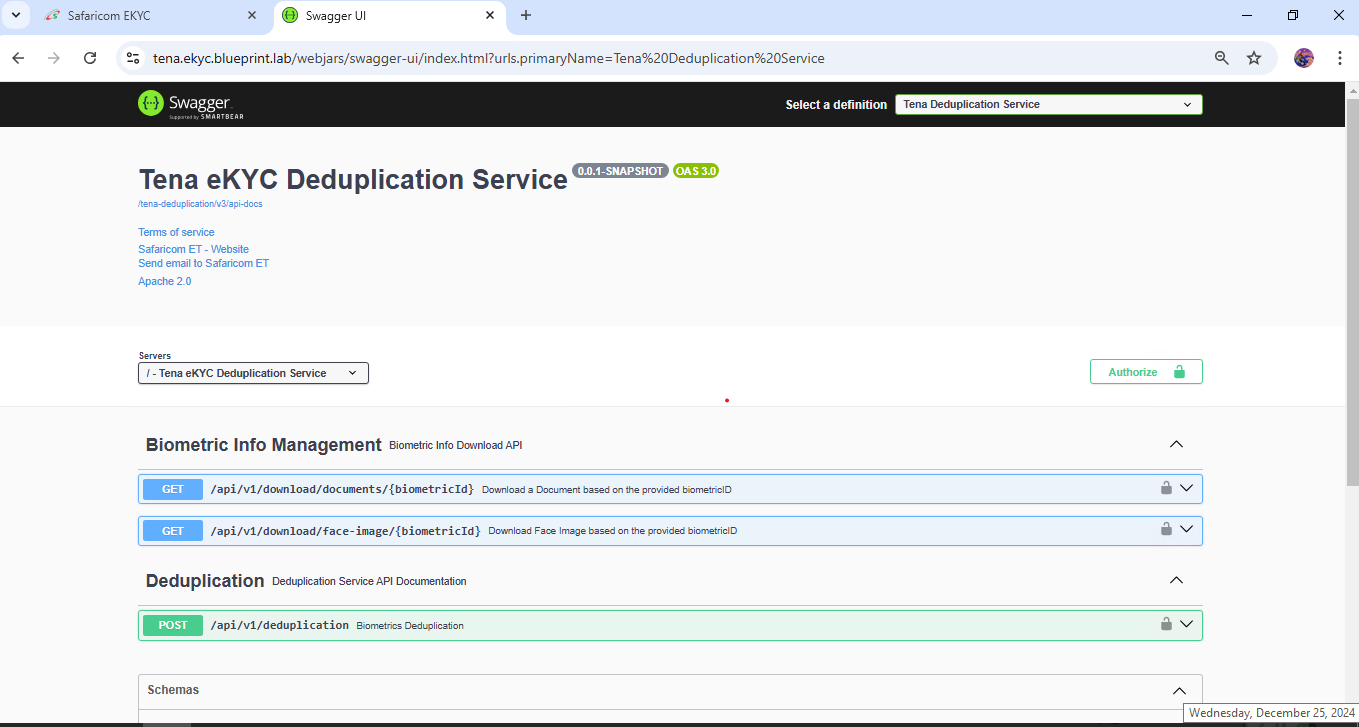 Safaricom EKYC
Swagger UI
tena.ekyc.blueprint.lab/webjars/swagger-ui/index.html?urls.primaryName=Tena%20Deduplication%20Service
Swagger
Supported by SMARTBEAR
Select a definition
Tena Deduplication Service
Tena eKYC Deduplication Service 0.0.1-SNAPSHOT OAS 3.0
/tena-deduplication/v3/api-docs
Terms of service
Safaricom ET - Website
Send email to Safaricom ET
Apache 2.0
Servers
/ - Tena eKYC Deduplication Service
Authorize
Biometric Info Management Biometric Info Download API
GET /api/v1/download/documents/{biometricId} Download a Document based on the provided biometricID
GET /api/v1/download/face-image/{biometricId} Download Face Image based on the provided biometricID
Deduplication Deduplication Service API Documentation
POST /api/v1/deduplication Biometrics Deduplication
Schemas
Wednesday, December 25, 2024